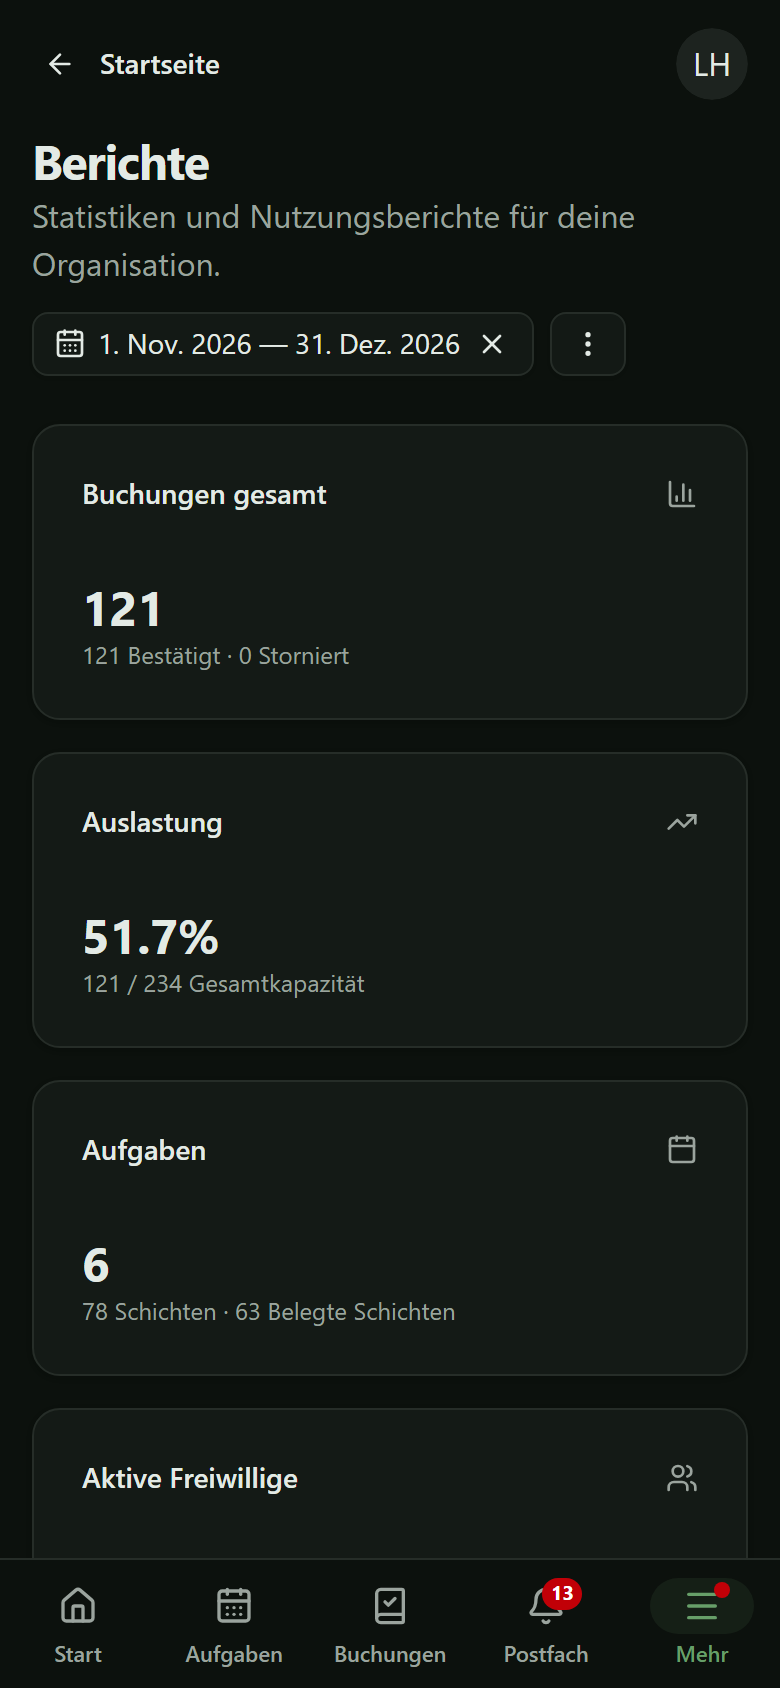 Startseite
LH
Berichte
Statistiken und Nutzungsberichte für deine
Organisation.
1. Nov. 2026 — 31. Dez. 2026
Buchungen gesamt
121
121 Bestätigt · 0 Storniert
Auslastung
51.7%
121 / 234 Gesamtkapazität
Aufgaben
6
78 Schichten · 63 Belegte Schichten
Aktive Freiwillige
13
Start
Aufgaben
Buchungen
Postfach
Mehr